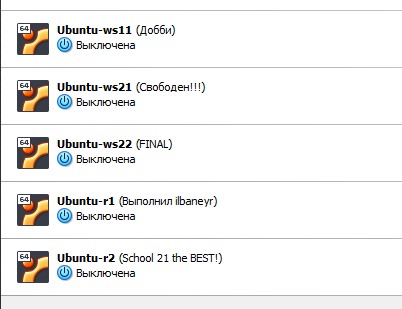 64
Ubuntu-ws11 (Добби)
Выключена
64
Ubuntu-ws21 (Свободен!!!)
Выключена
64
Ubuntu-ws22 (FINAL)
Выключена
64
Ubuntu-r1 (Выполнил ilbaneyr)
Выключена
64
Ubuntu-r2 (School 21 the BEST!)
Выключена